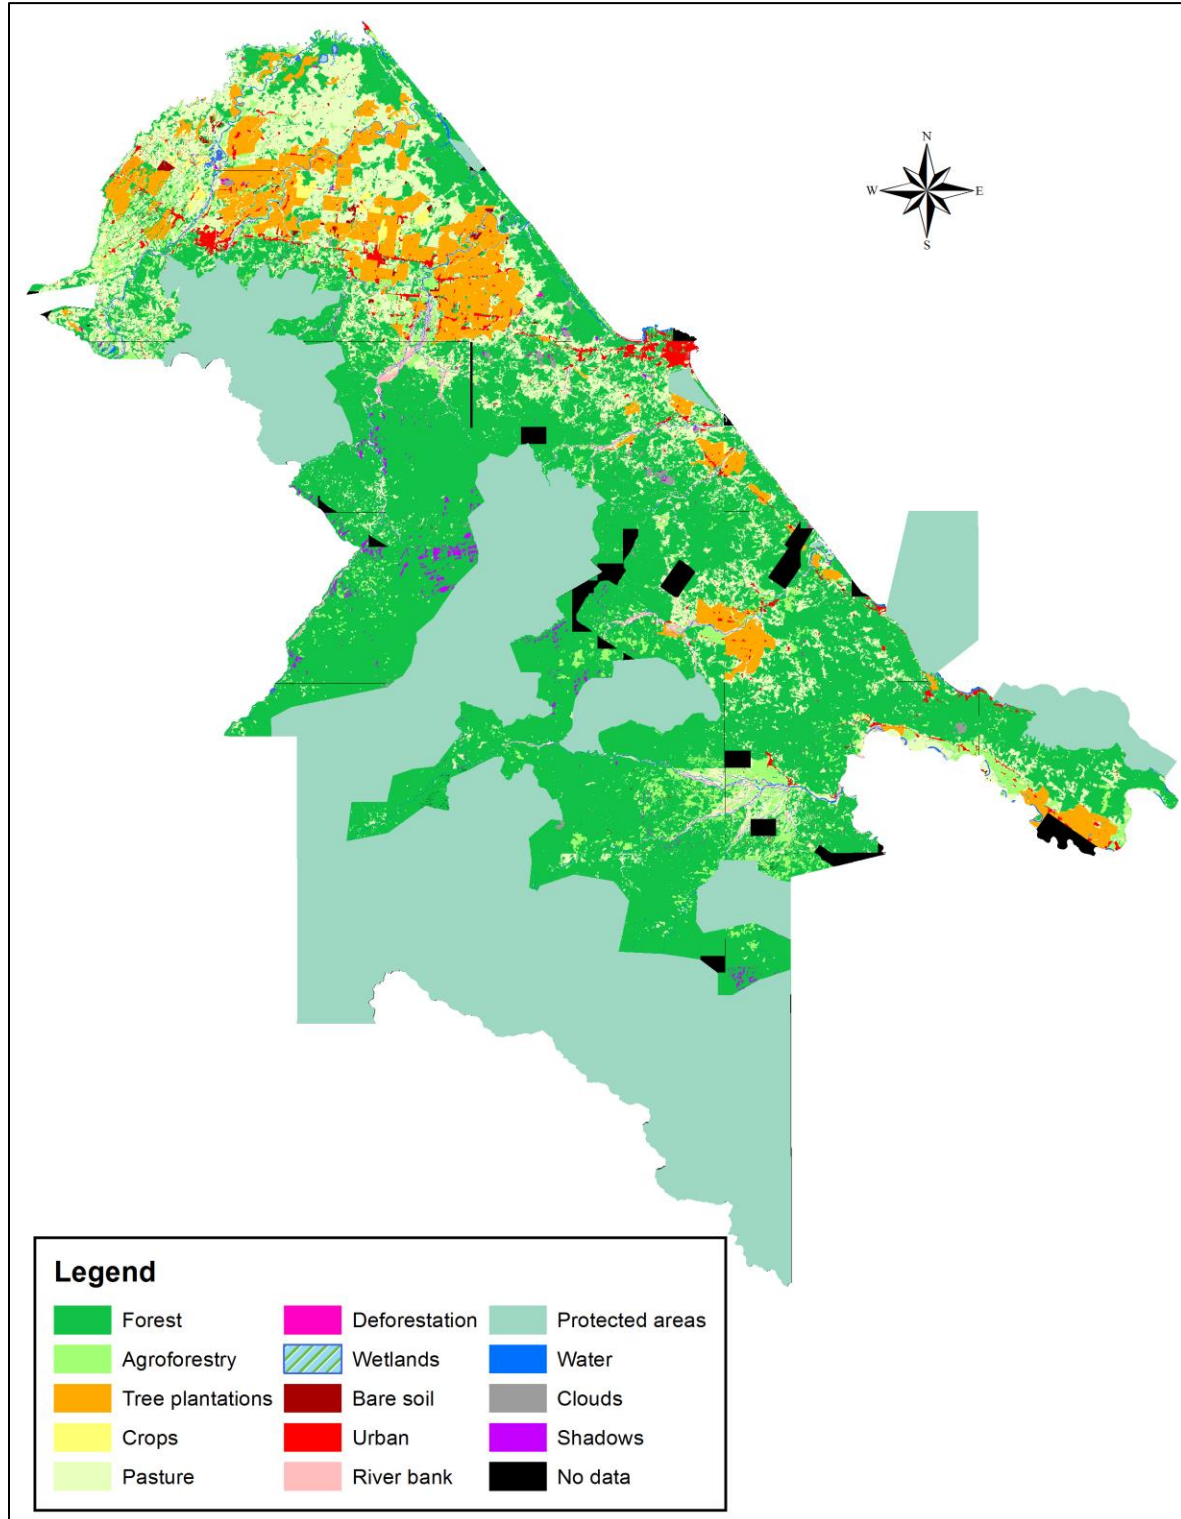 N
W E
S
Legend
Forest Deforestation Protected areas
Agroforestry Wetlands Water
Tree plantations Bare soil Clouds
Crops Urban Shadows
Pasture River bank No data